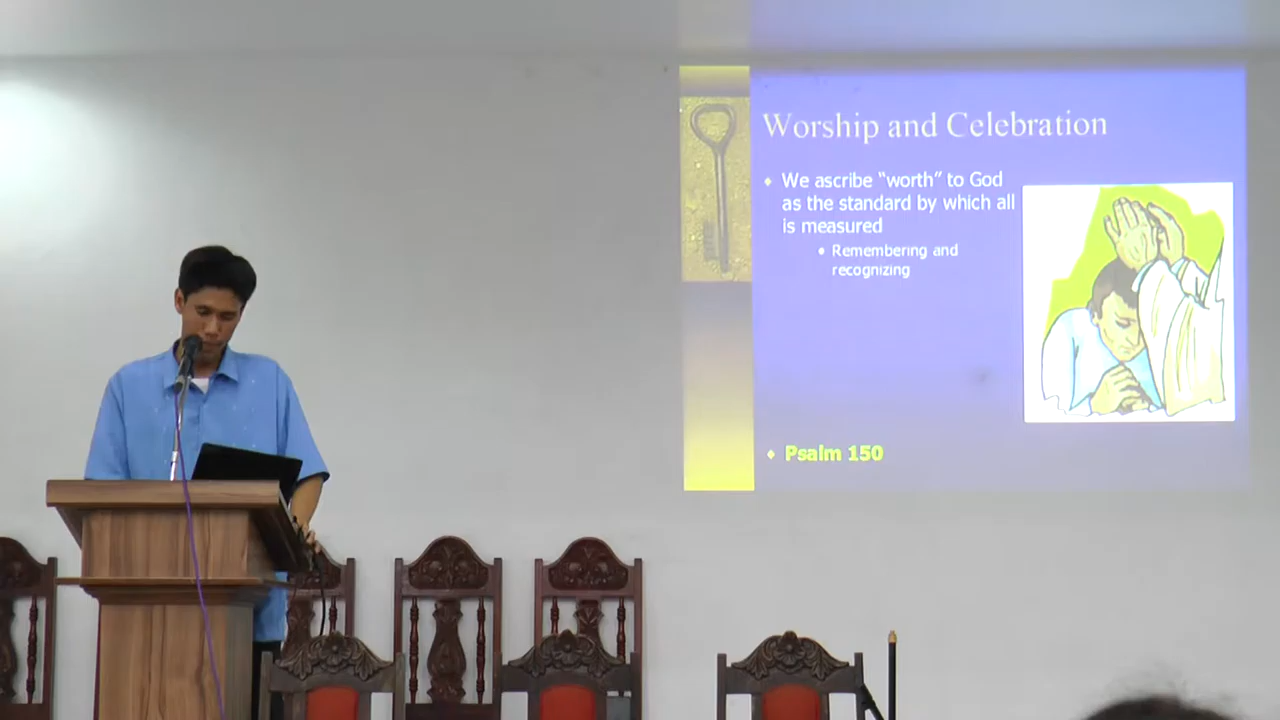 Worship and Celebration
We ascribe “worth” to God
as the standard by which all
is measured
Remembering and
recognizing
Psalm 150